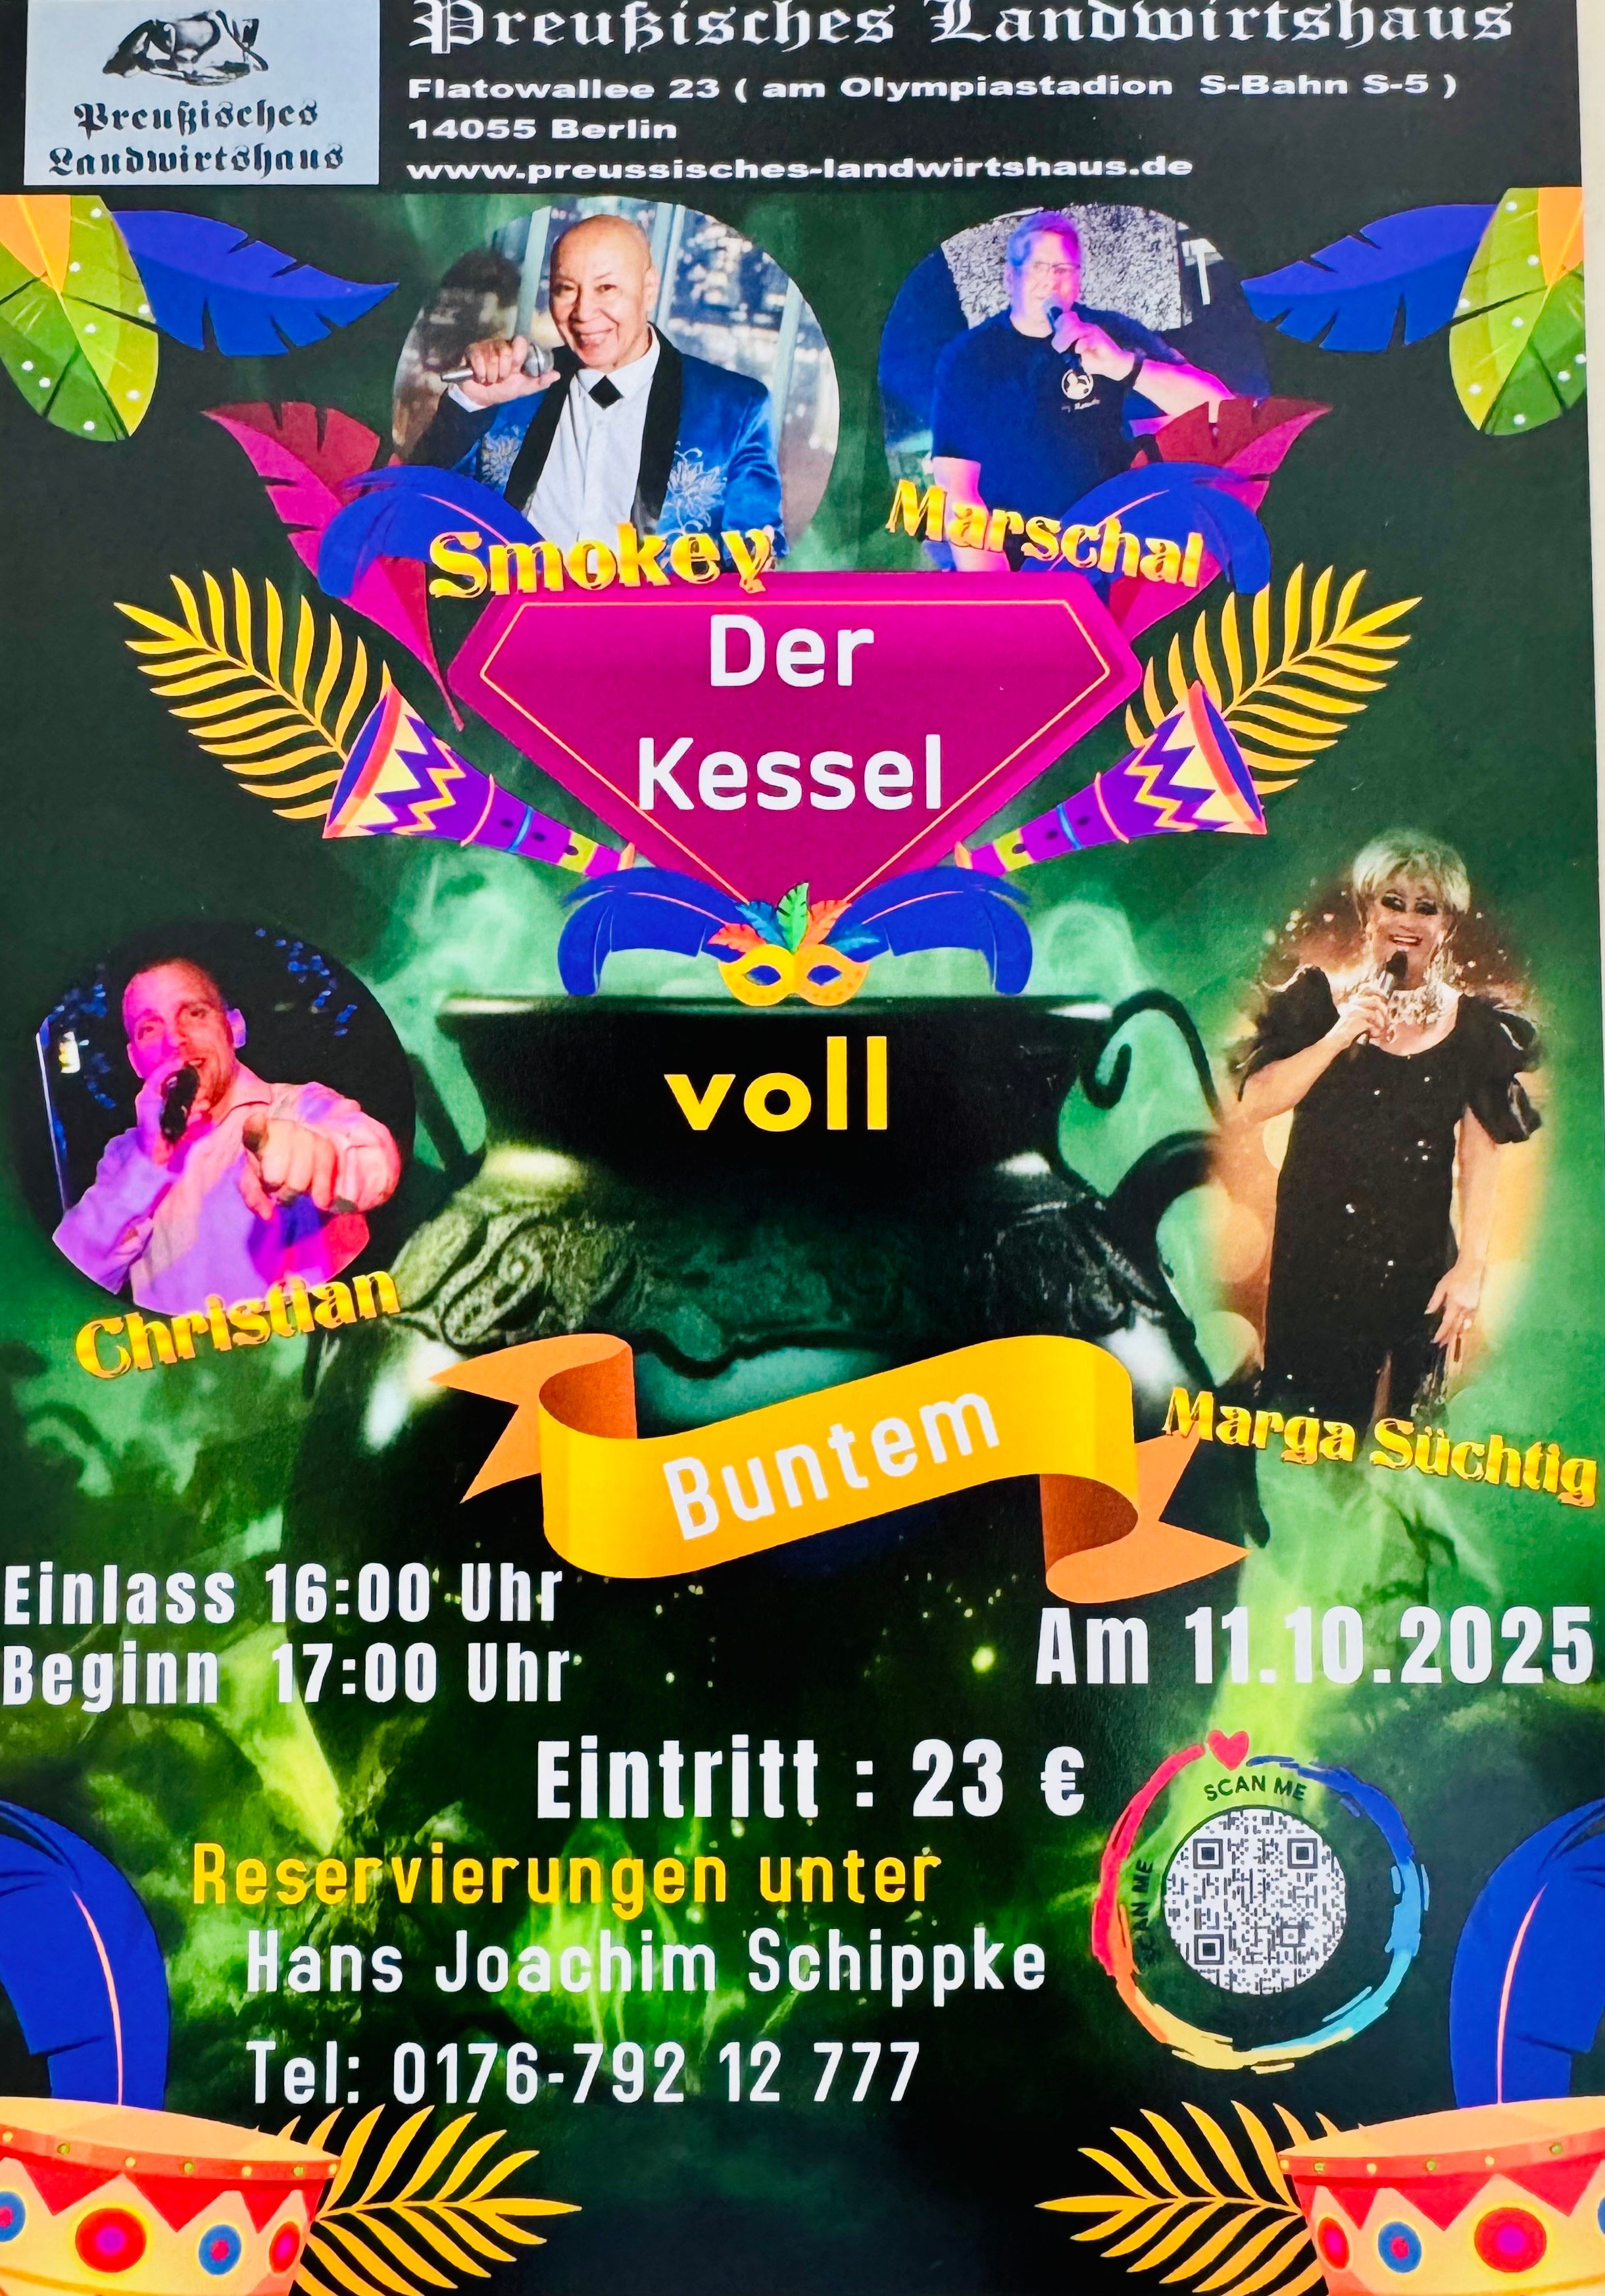 Preußisches
Landwirtshaus
Preußisches Landwirtshaus
Flatowallee 23 ( am Olympiastadion S-Bahn S-5 )
14055 Berlin
www.preussisches-landwirtshaus.de
Smokey
Marschal
Der
Kessel
voll
Christian
Marga Süchtig
Buntem
Einlass 16:00 Uhr
Beginn 17:00 Uhr
Am 11.10.2025
Eintritt : 23 €
SCAN ME
SCAN ME
Reservierungen unter
Hans Joachim Schippke
Tel: 0176-792 12 777